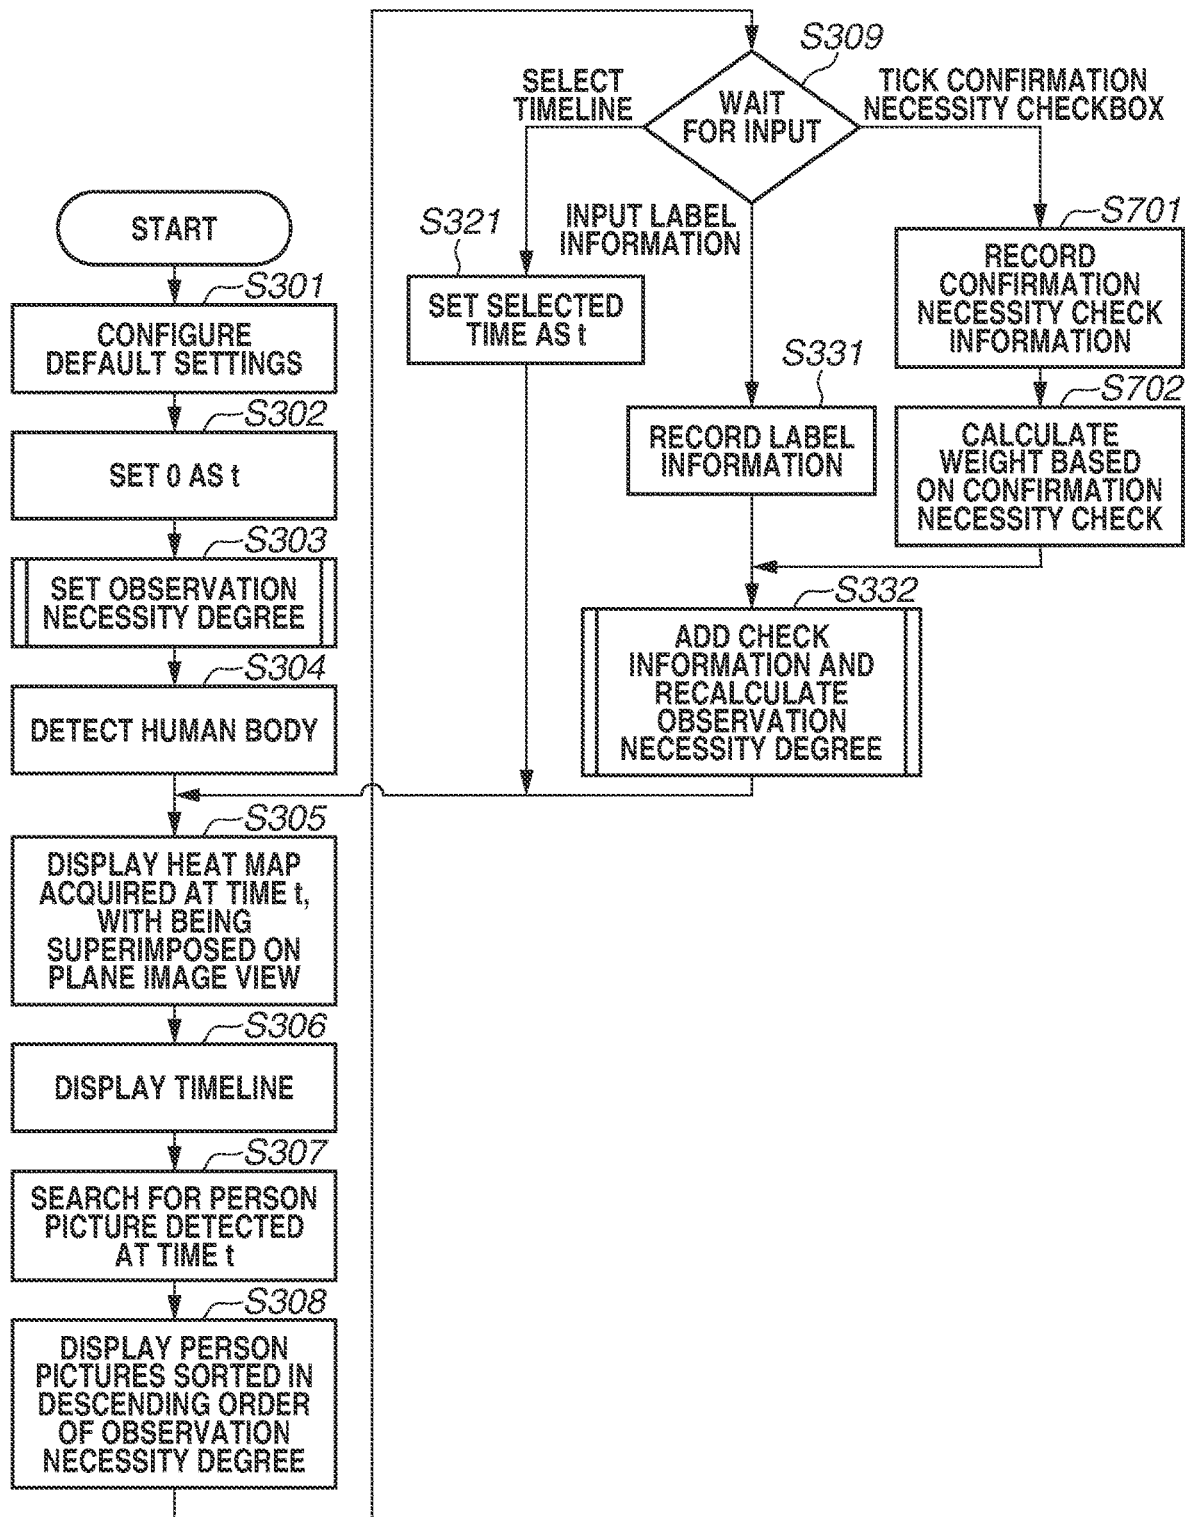 START
S301
CONFIGURE
DEFAULT SETTINGS
S302
SET 0 AS t
S303
SET OBSERVATION
NECESSITY DEGREE
S304
DETECT HUMAN BODY
S305
DISPLAY HEAT MAP
ACQUIRED AT TIME t,
WITH BEING
SUPERIMPOSED ON
PLANE IMAGE VIEW
S306
DISPLAY TIMELINE
S307
SEARCH FOR PERSON
PICTURE DETECTED
AT TIME t
S308
DISPLAY PERSON
PICTURES SORTED IN
DESCENDING ORDER
OF OBSERVATION
NECESSITY DEGREE
S309
WAIT
FOR INPUT
SELECT
TIMELINE
S321
SET SELECTED
TIME AS t
INPUT LABEL
INFORMATION
S331
RECORD LABEL
INFORMATION
TICK CONFIRMATION
NECESSITY CHECKBOX
S701
RECORD
CONFIRMATION
NECESSITY CHECK
INFORMATION
S702
CALCULATE
WEIGHT BASED
ON CONFIRMATION
NECESSITY CHECK
S332
ADD CHECK
INFORMATION AND
RECALCULATE
OBSERVATION
NECESSITY DEGREE